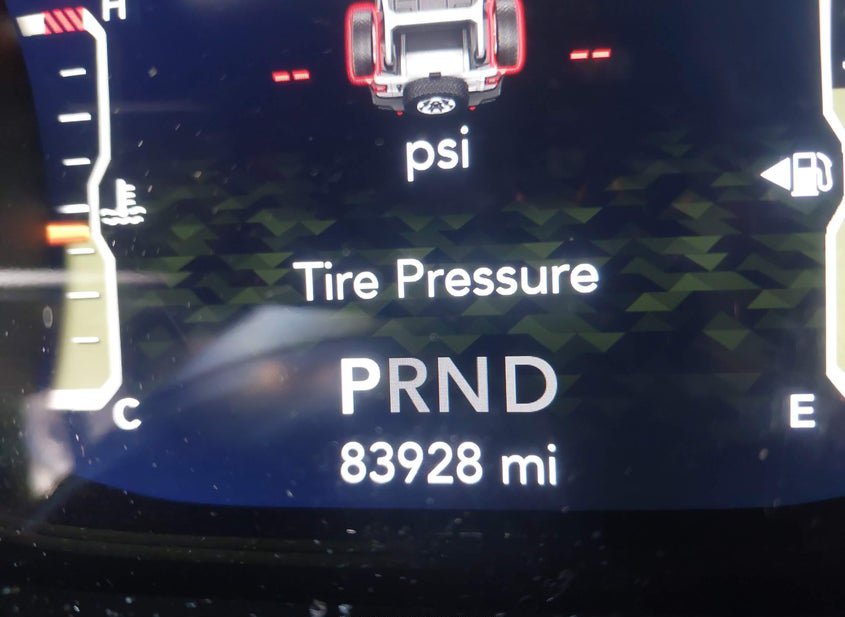 H
-- --
psi
Tire Pressure
PRND
C E
83928 mi